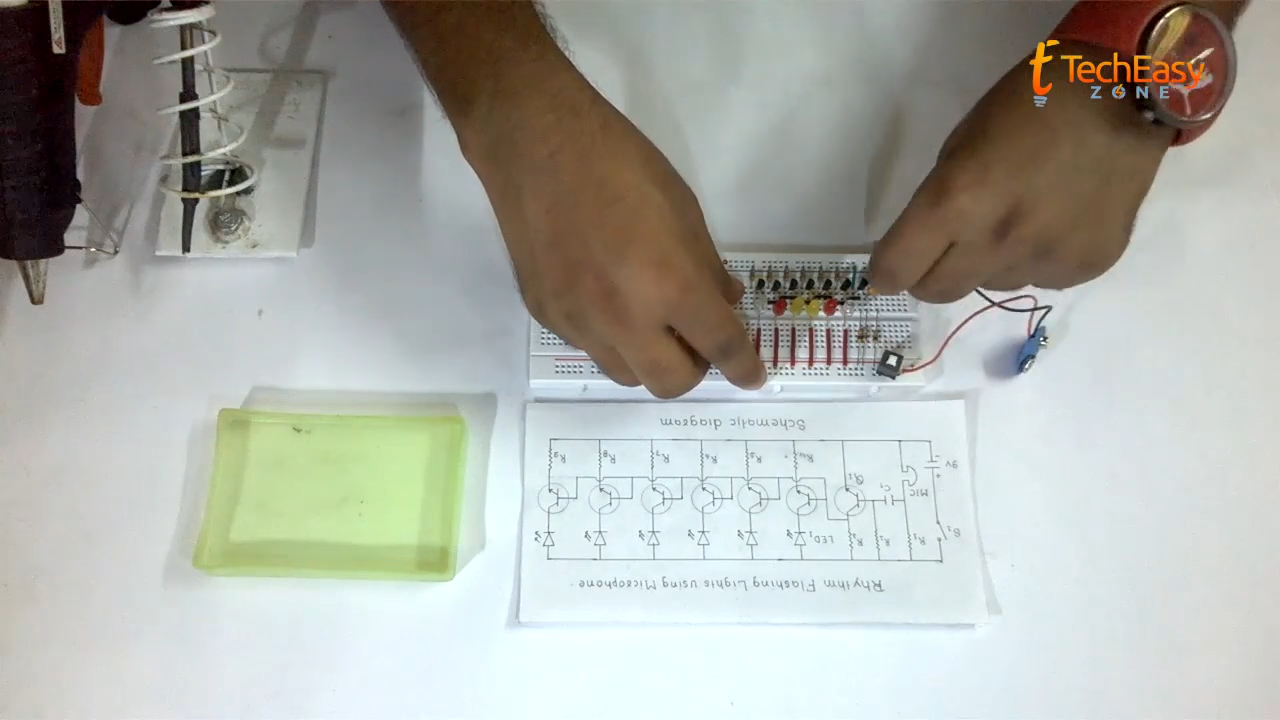 TechEasy
ZONE
Rhythm Flashing Lights using Microphone
S1
R1
R2
R3
LED1
MIC
C1
Q1
9V
+
-
R4
R5
R6
R7
R8
R9
Schematic diagram